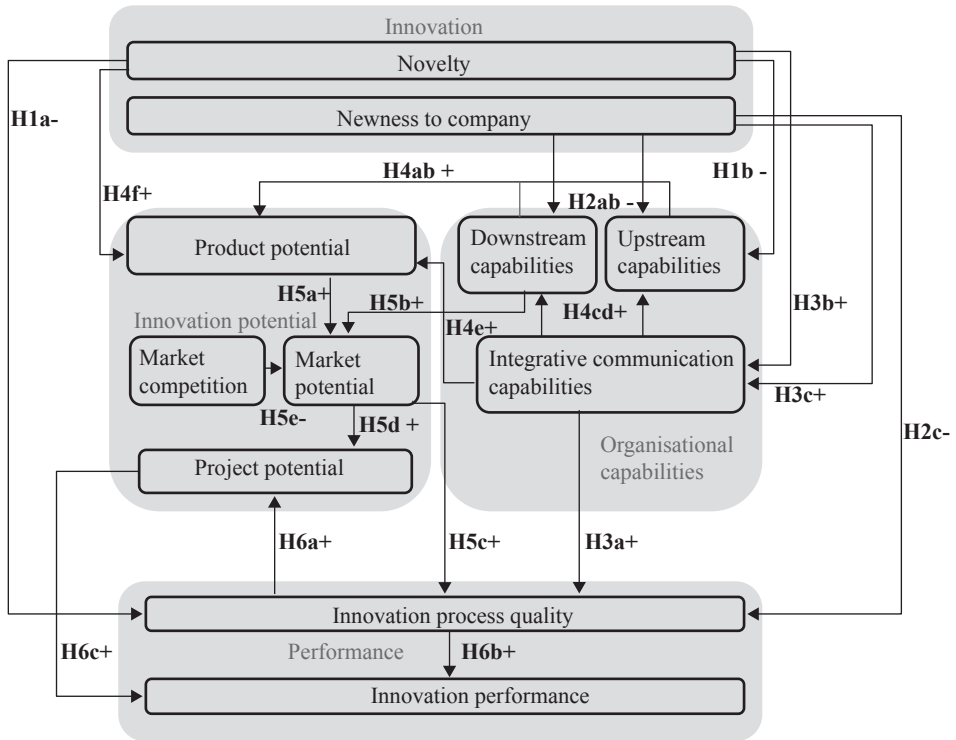 Innovation
Novelty
H1a-
Newness to company
H4ab +
H1b -
H4f+
H2ab -
Product potential
Downstream
capabilities
Upstream
capabilities
H5a+
H5b+
H4cd+
H3b+
Innovation potential
H4e+
Market
competition
Market
potential
Integrative communication
capabilities
H3c+
H5e-
H5d +
H2c-
Organisational
capabilities
Project potential
H6a+
H5c+
H3a+
Innovation process quality
H6c+
Performance
H6b+
Innovation performance